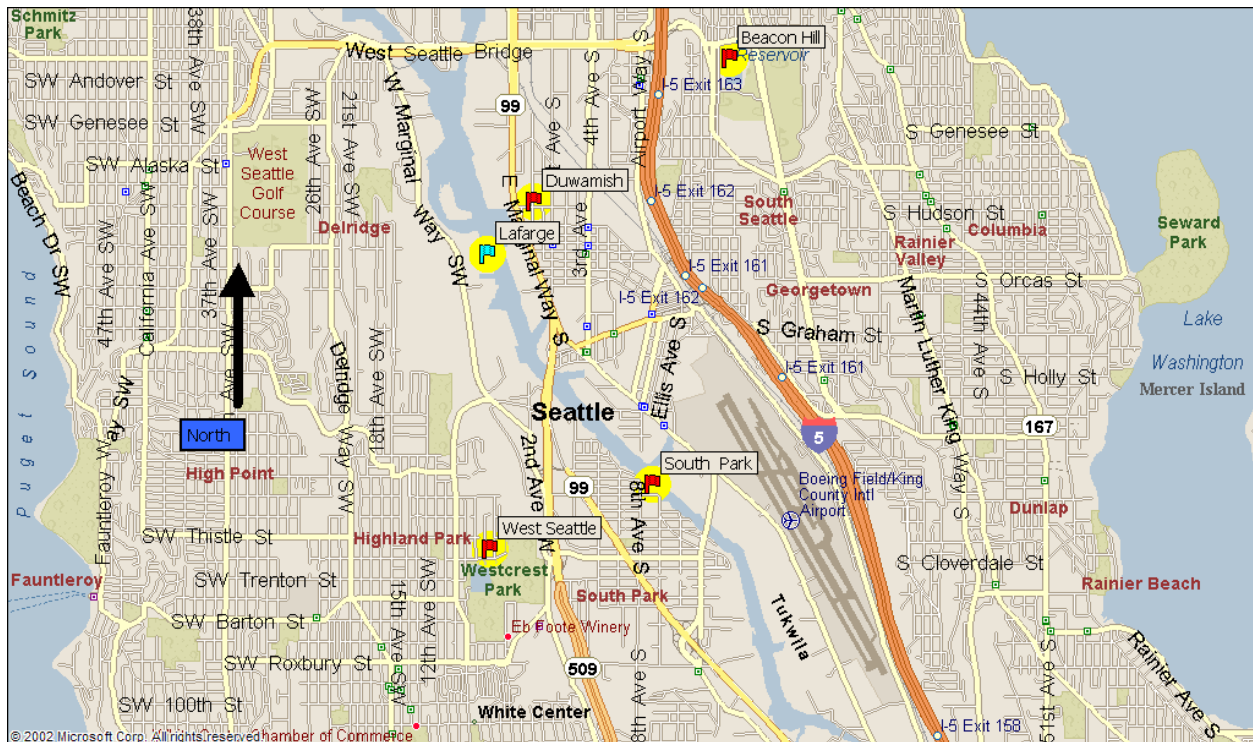 Schmitz
Park
38th Ave SW
West Seattle Bridge
Airport Way S
Beacon Hill
Reservoir
SW Andover St
I-5 Exit 163
SW Genesee St
21st Ave SW
26th Ave SW
W Marginal Way SW
99
4th Ave S
S Genesee St
SW Alaska St
West
Seattle
Golf
Course
Duwamish
I-5 Exit 162
South
Seattle
S Hudson St
Columbia
Seward
Park
Beach Dr SW
Delridge
Lafarge
3rd Ave S
E Marginal Way S
Rainier
Valley
47th Ave SW
California Ave SW
37th Ave SW
I-5 Exit 161
Georgetown
S Orcas St
I-5 Exit 162
Martin Luther King Way S
44th Ave S
Lake
Washington
Mercer Island
Puget Sound
S Graham St
Ellis Ave S
I-5 Exit 161
S Holly St
Delridge Way SW
18th Ave SW
Seattle
North
5
167
High Point
2nd Ave
99
South Park
8th Ave S
Boeing Field/King
County Intl
Airport
Fauntleroy Way SW
Dunlap
SW Thistle St
Highland Park
West Seattle
Westcrest
Park
S Cloverdale St
Fauntleroy
SW Trenton St
South Park
Rainier Beach
SW Barton St
15th Ave SW
12th Ave SW
Eb Foote Winery
Tukwila
SW Roxbury St
509
8th Ave S
51st Ave S
Rainier Ave S
SW 100th St
White Center
I-5 Exit 158
© 2002 Microsoft Corp. All rights reserved.
Chamber of Commerce